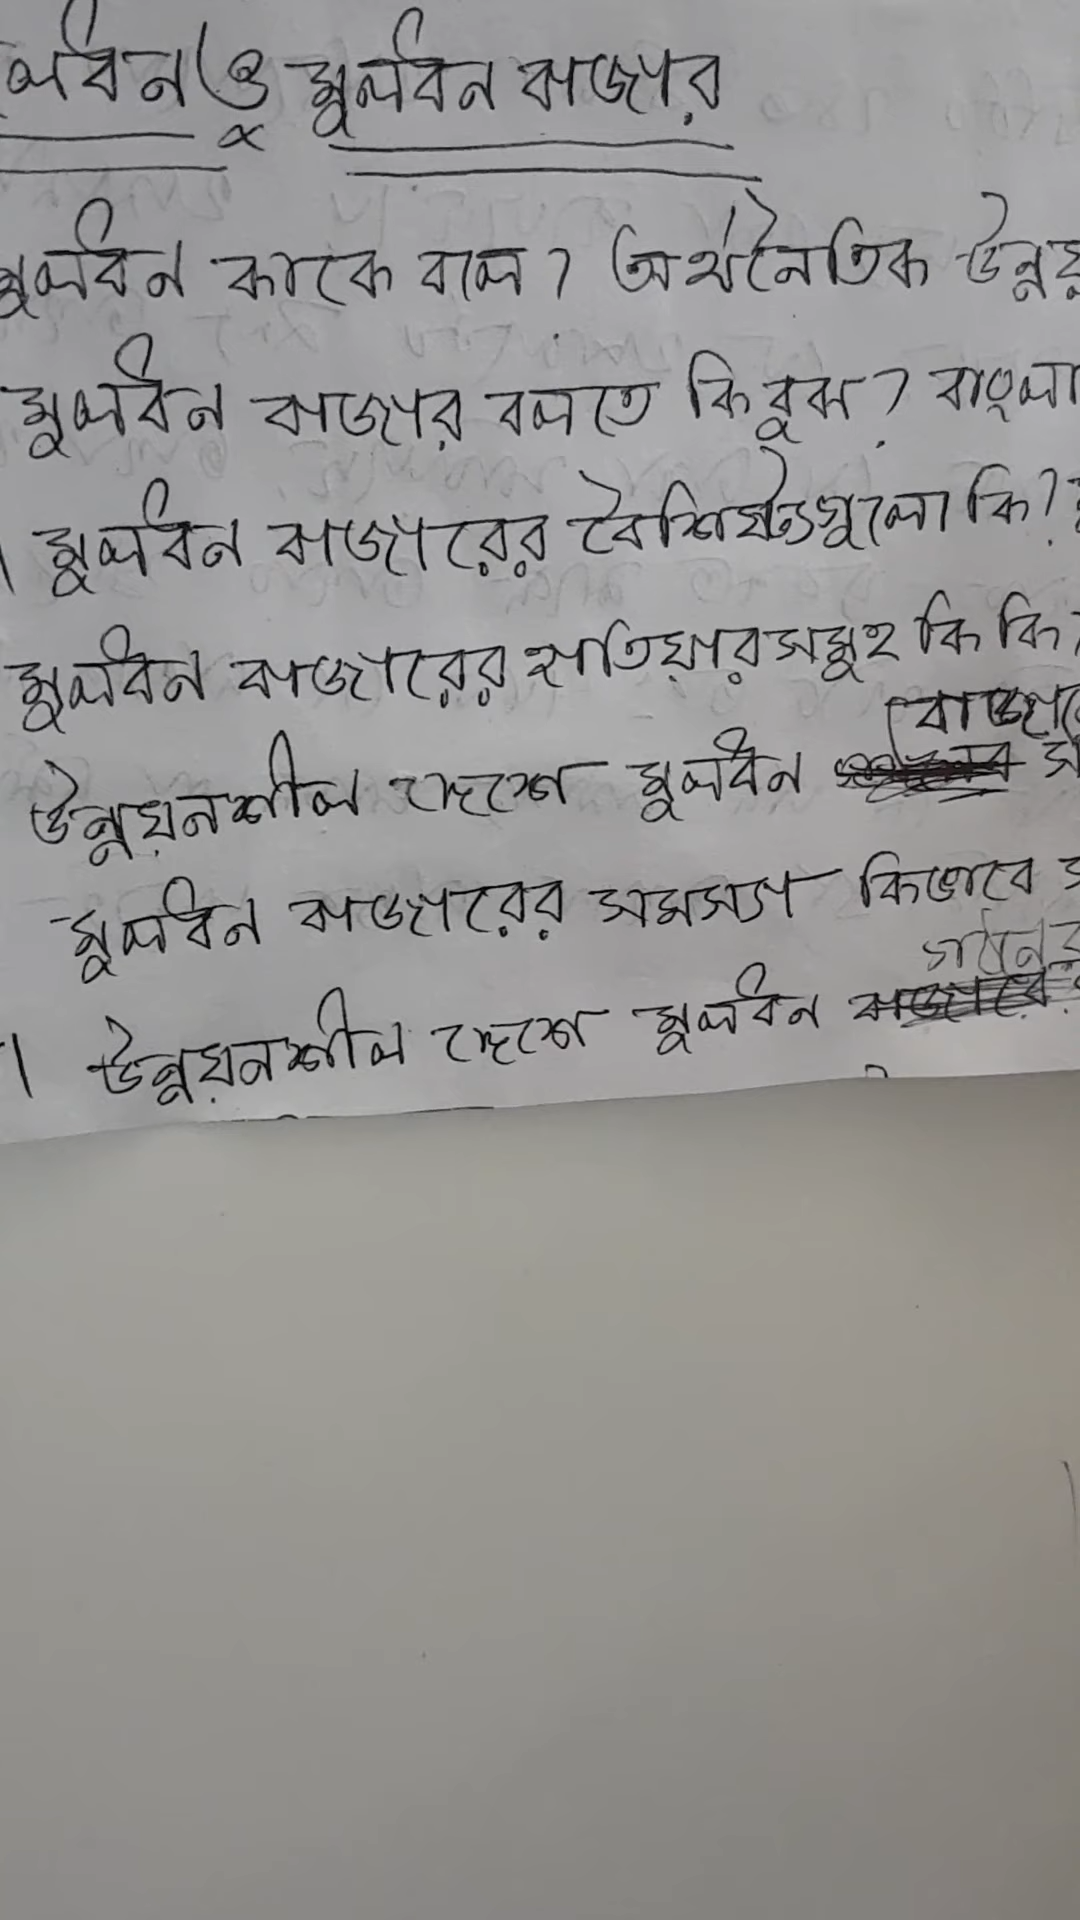 মূলধন ও মূলধন বাজার
মূলধন কাকে বলে? অর্থনৈতিক উন্নয়
মূলধন বাজার বলতে কি বুঝ? বাংলা
। মূলধন বাজারের বৈশিষ্ট্যগুলো কি?
মূলধন বাজারের হাতিয়ারসমূহ কি কি?
উন্নয়নশীল দেশে মূলধন বাজারে স
মূলধন বাজারের সমস্যা কিভাবে স
। উন্নয়নশীল দেশে মূলধন গঠনের